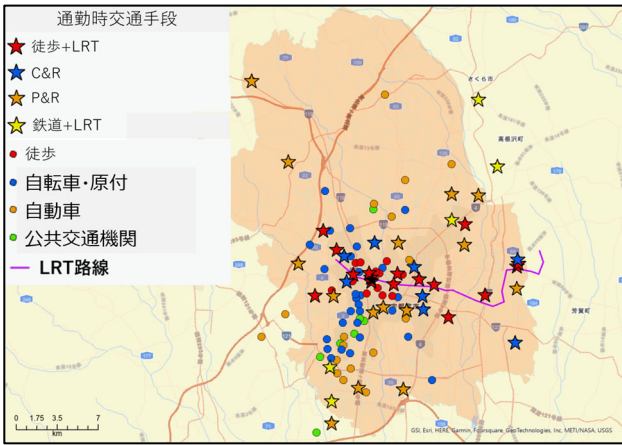 通勤時交通手段
徒歩+LRT
C&R
P&R
鉄道+LRT
徒歩
自転車・原付
自動車
公共交通機関
LRT路線
さくら市
高根沢町
芳賀町
0 1.75 3.5 7
km
GSI, Esri, HERE, Garmin, Foursquare, GeoTechnologies, Inc, METI/NASA, USGS